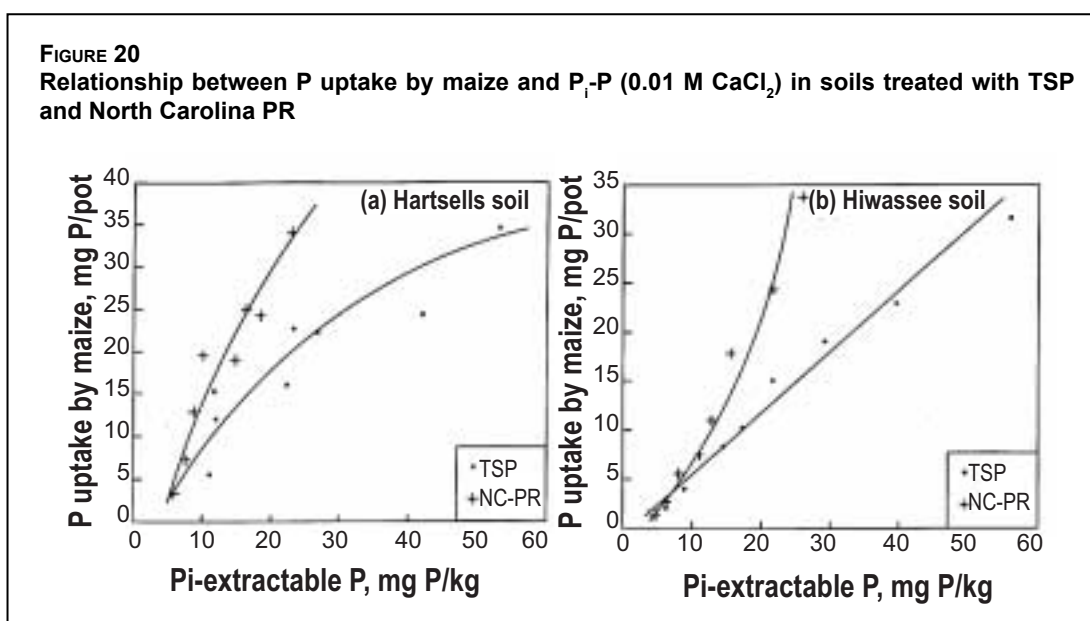 FIGURE 20
Relationship between P uptake by maize and Pᵢ-P (0.01 M CaCl₂) in soils treated with TSP
and North Carolina PR
(a) Hartsells soil
P uptake by maize, mg P/pot
40
35
30
25
20
15
10
5
0
TSP
NC-PR
0 10 20 30 40 50 60
Pi-extractable P, mg P/kg
(b) Hiwassee soil
P uptake by maize, mg P/pot
35
30
25
20
15
10
5
0
TSP
NC-PR
0 10 20 30 40 50 60
Pi-extractable P, mg P/kg